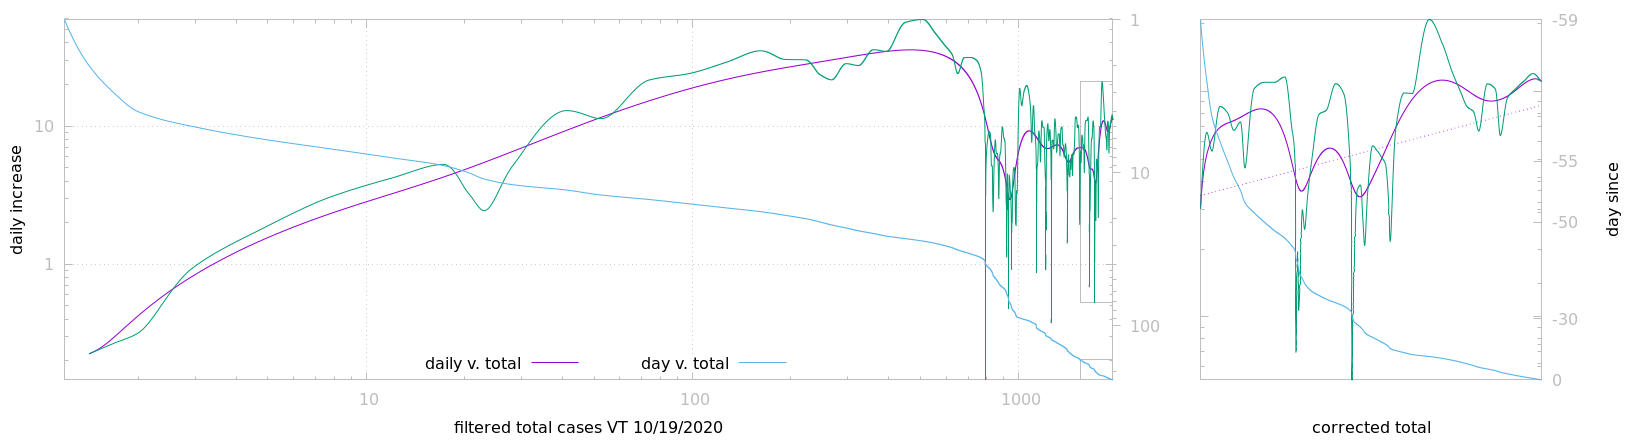 1
-59
10
daily increase
10
-55
day since
-50
1
100
-30
daily v. total
day v. total
0
10
100
1000
filtered total cases VT 10/19/2020
corrected total